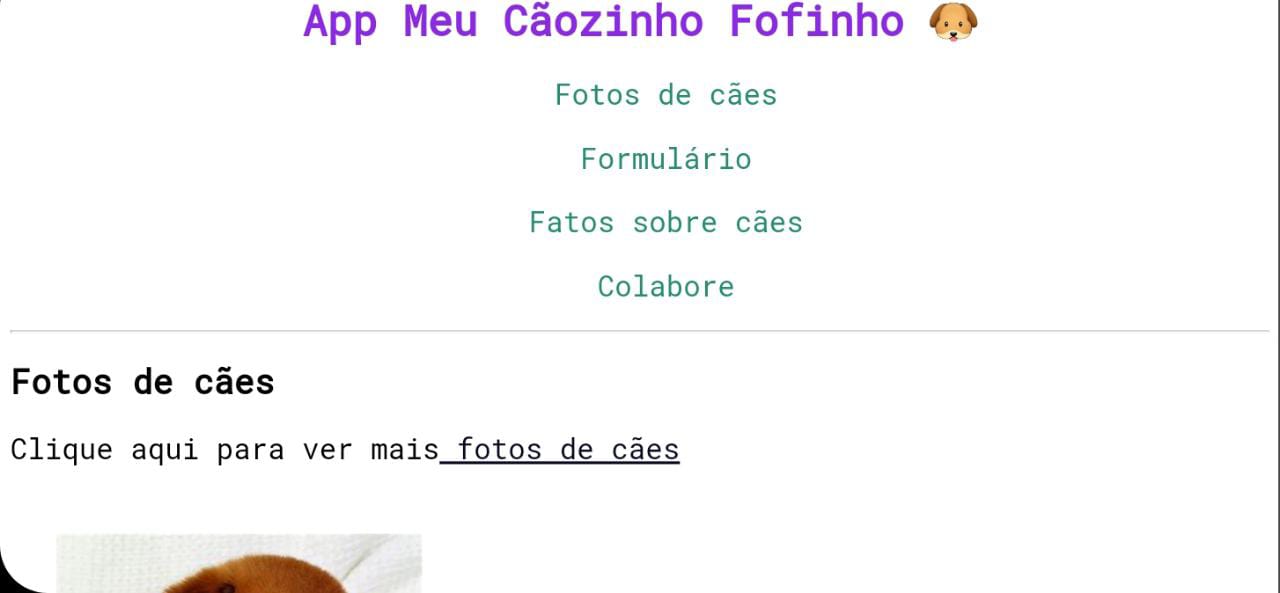 App Meu Cãozinho Fofinho 🐶
Fotos de cães
Formulário
Fatos sobre cães
Colabore
Fotos de cães
Clique aqui para ver mais fotos de cães